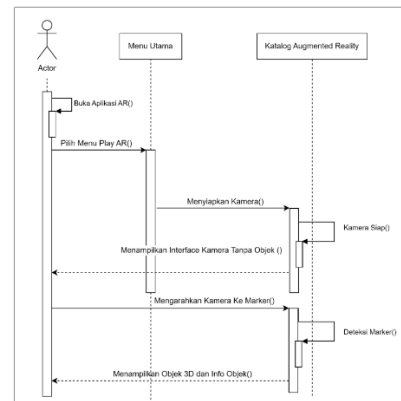 Menu Utama
Katalog Augmented Reality
Actor
Buka Aplikasi AR()
Pilih Menu Play AR()
Menyiapkan Kamera()
Kamera Siap()
Menampilkan Interface Kamera Tanpa Objek ()
Mengarahkan Kamera Ke Marker()
Deteksi Marker()
Menampilkan Objek 3D dan Info Objek()